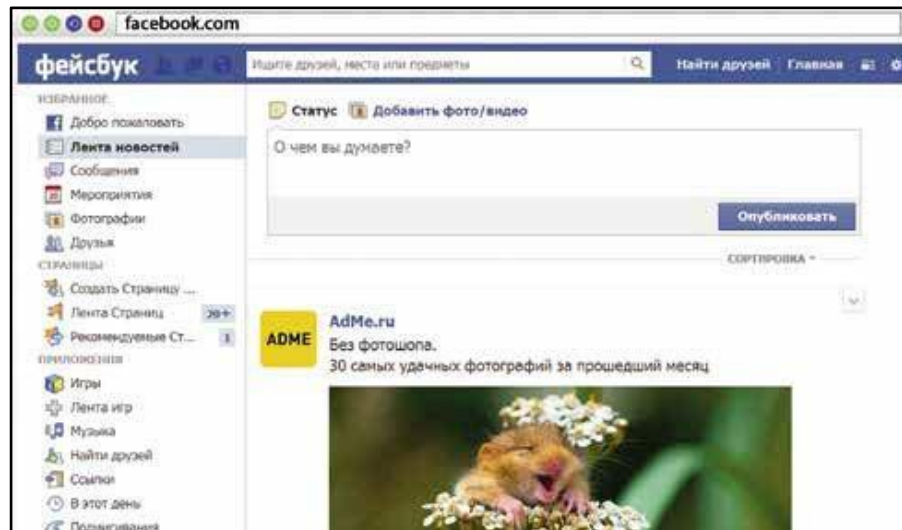 facebook.com
фейсбук
Ищите друзей, места или предметы
Найти друзей Главная
ИЗБРАННОЕ
Добро пожаловать
Лента новостей
Сообщения
Мероприятия
Фотографии
Друзья
СТРАНИЦЫ
Создать Страницу ...
Лента Страниц 20+
Рекомендуемые Ст... 1
ПРИЛОЖЕНИЯ
Игры
Лента игр
Музыка
Найти друзей
Ссылки
В этот день
Подмигивания
Статус Добавить фото/видео
О чем вы думаете?
Опубликовать
СОРТИРОВКА
ADME
AdMe.ru
Без фотошопа.
30 самых удачных фотографий за прошедший месяц